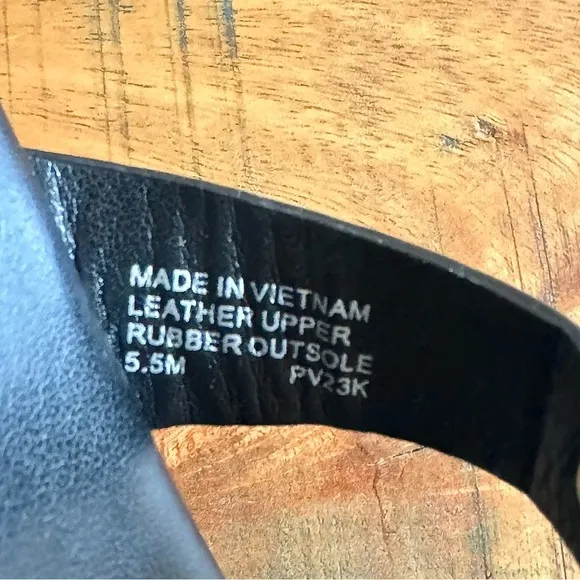 MADE IN VIETNAM
LEATHER UPPER
RUBBER OUTSOLE
5.5M PV23K